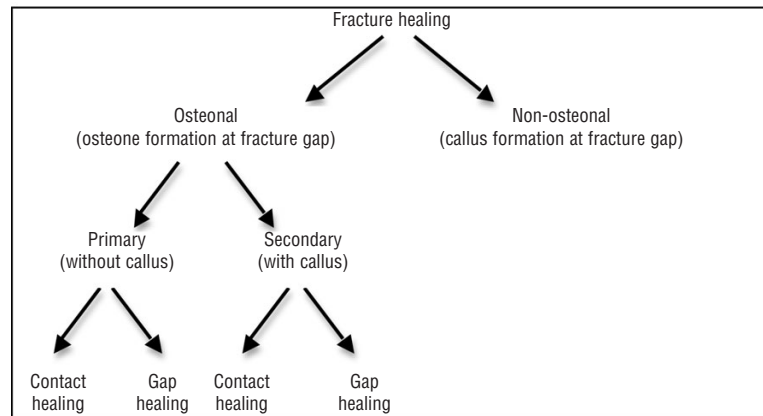 Fracture healing
Osteonal
(osteone formation at fracture gap)
Non-osteonal
(callus formation at fracture gap)
Primary
(without callus)
Secondary
(with callus)
Contact
healing
Gap
healing
Contact
healing
Gap
healing